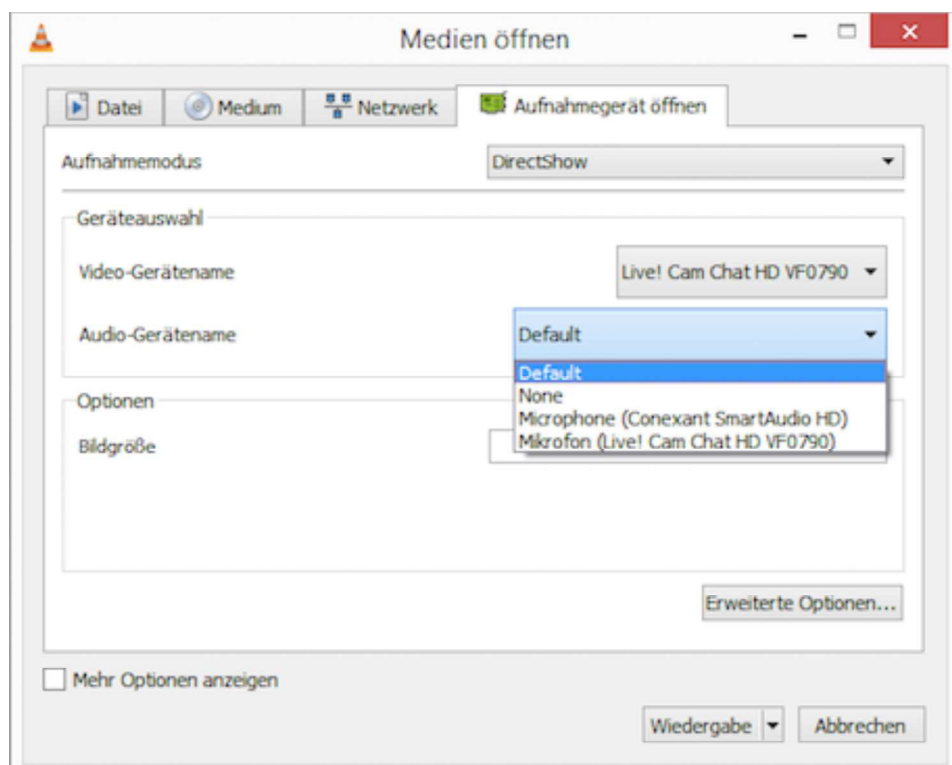 Medien öffnen
Datei Medium Netzwerk Aufnahmegerät öffnen
Aufnahmemodus DirectShow
Geräteauswahl
Video-Gerätename Live! Cam Chat HD VF0790
Audio-Gerätename Default
Default
None
Optionen
Microphone (Conexant SmartAudio HD)
Bildgröße Mikrofon (Live! Cam Chat HD VF0790)
Erweiterte Optionen...
Mehr Optionen anzeigen
Wiedergabe Abbrechen